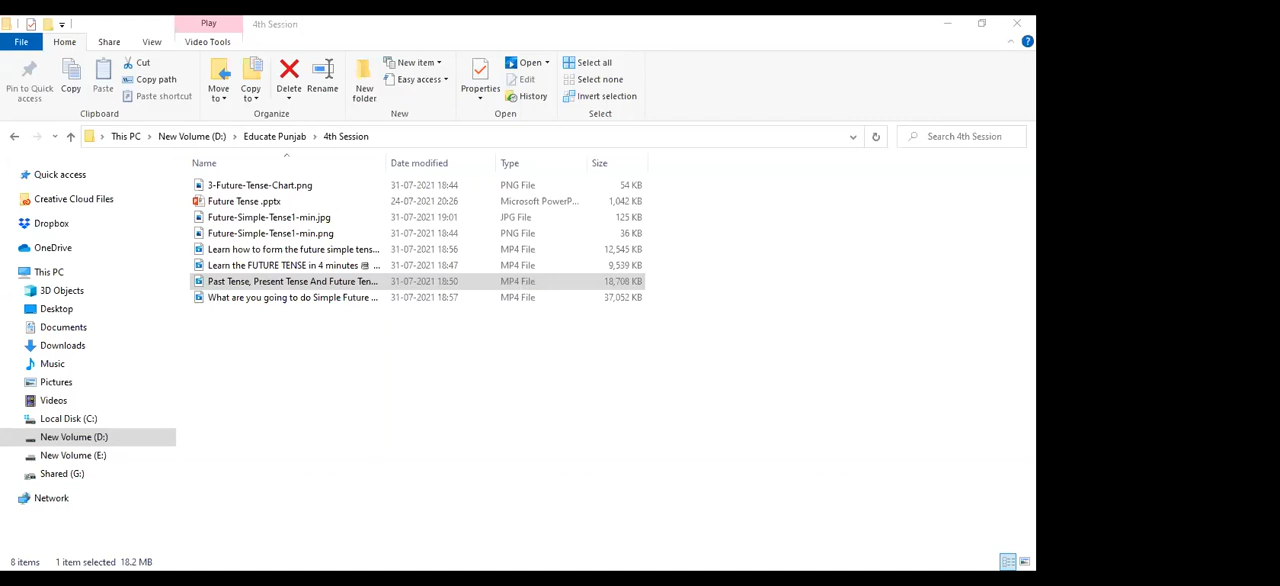 Play
4th Session
File
Home
Share
View
Video Tools
Pin to Quick access
Copy
Paste
Cut
Copy path
Paste shortcut
Clipboard
Move to
Copy to
Delete
Rename
Organize
New folder
New item
Easy access
New
Properties
Open
Edit
History
Open
Select all
Select none
Invert selection
Select
This PC > New Volume (D:) > Educate Punjab > 4th Session
Search 4th Session
Name Date modified Type Size
3-Future-Tense-Chart.png 31-07-2021 18:44 PNG File 54 KB
Future Tense .pptx 24-07-2021 20:26 Microsoft PowerP... 1,042 KB
Future-Simple-Tense1-min.jpg 31-07-2021 19:01 JPG File 125 KB
Future-Simple-Tense1-min.png 31-07-2021 18:44 PNG File 36 KB
Learn how to form the future simple tens... 31-07-2021 18:56 MP4 File 12,545 KB
Learn the FUTURE TENSE in 4 minutes ... 31-07-2021 18:47 MP4 File 9,539 KB
Past Tense, Present Tense And Future Ten... 31-07-2021 18:50 MP4 File 18,708 KB
What are you going to do Simple Future ... 31-07-2021 18:57 MP4 File 37,052 KB
Quick access
Creative Cloud Files
Dropbox
OneDrive
This PC
3D Objects
Desktop
Documents
Downloads
Music
Pictures
Videos
Local Disk (C:)
New Volume (D:)
New Volume (E:)
Shared (G:)
Network
8 items 1 item selected 18.2 MB